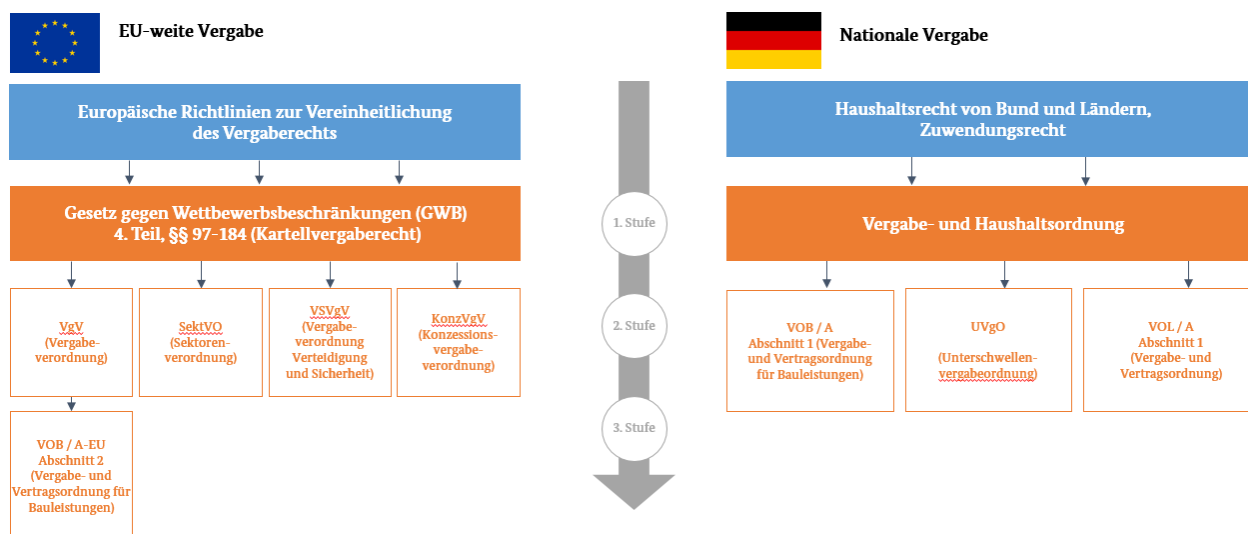 EU-weite Vergabe
Nationale Vergabe
Europäische Richtlinien zur Vereinheitlichung
des Vergaberechts
Haushaltsrecht von Bund und Ländern,
Zuwendungsrecht
Gesetz gegen Wettbewerbsbeschränkungen (GWB)
4. Teil, §§ 97-184 (Kartellvergaberecht)
1. Stufe
Vergabe- und Haushaltsordnung
VgV
(Vergabe-
verordnung)
SektVO
(Sektoren-
verordnung)
VSVgV
(Vergabe-
verordnung
Verteidigung
und Sicherheit)
KonzVgV
(Konzessions-
vergabe-
verordnung)
2. Stufe
VOB / A
Abschnitt 1 (Vergabe-
und Vertragsordnung
für Bauleistungen)
UVgO
(Unterschwellen-
vergabeordnung)
VOL / A
Abschnitt 1
(Vergabe- und
Vertragsordnung)
VOB / A-EU
Abschnitt 2
(Vergabe- und
Vertragsordnung für
Bauleistungen)
3. Stufe